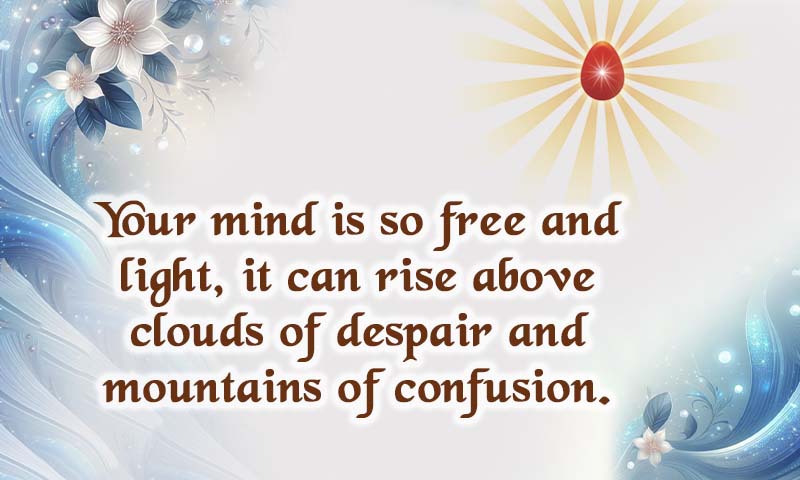 Your mind is so free and
light, it can rise above
clouds of despair and
mountains of confusion.